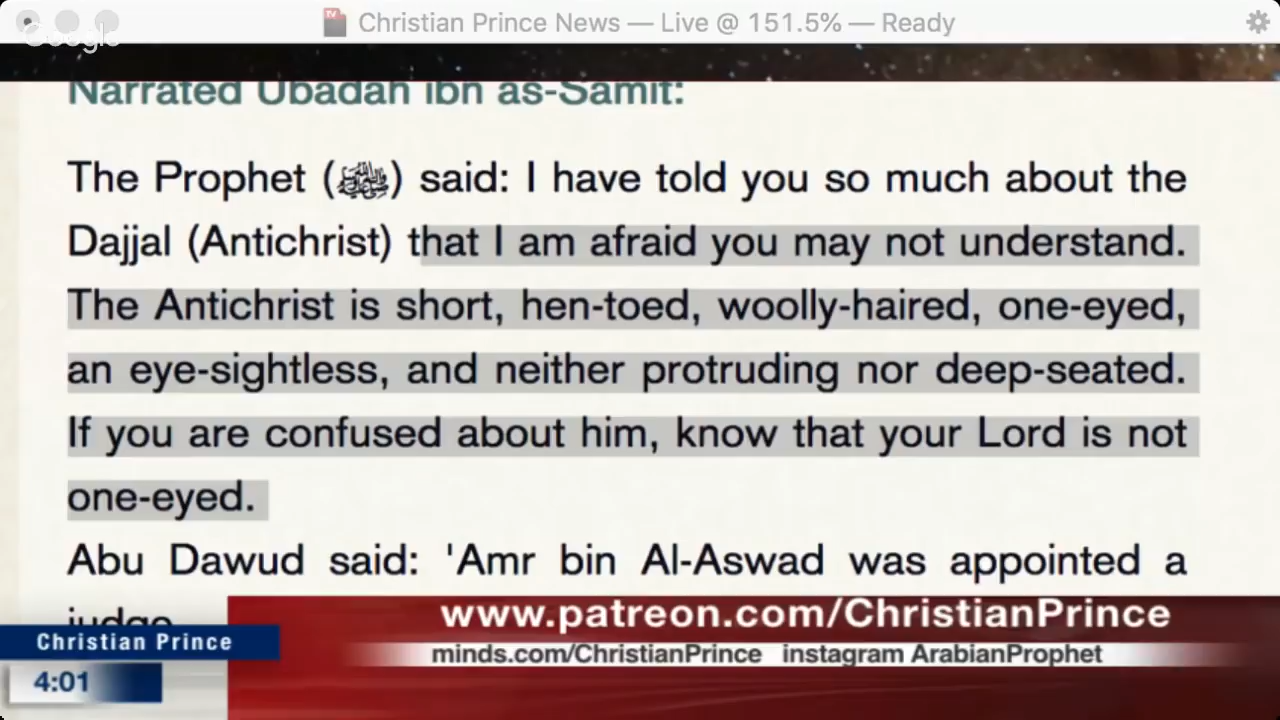 Christian Prince News — Live @ 151.5% — Ready
Google
Narrated Ubadah ibn as-Samit:
The Prophet (ﷺ) said: I have told you so much about the
Dajjal (Antichrist) that I am afraid you may not understand.
The Antichrist is short, hen-toed, woolly-haired, one-eyed,
an eye-sightless, and neither protruding nor deep-seated.
If you are confused about him, know that your Lord is not
one-eyed.
Abu Dawud said: 'Amr bin Al-Aswad was appointed a
judge.
www.patreon.com/ChristianPrince
Christian Prince
minds.com/ChristianPrince instagram ArabianProphet
4:01